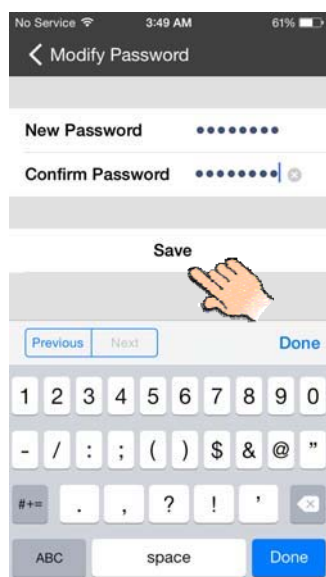 No Service 3:49 AM 61%
Modify Password
New Password ••••••••
Confirm Password ••••••••
Save
Previous Next Done
1 2 3 4 5 6 7 8 9 0
- / : ; ( ) $ & @ ”
#+= . , ? ! ’
ABC space Done